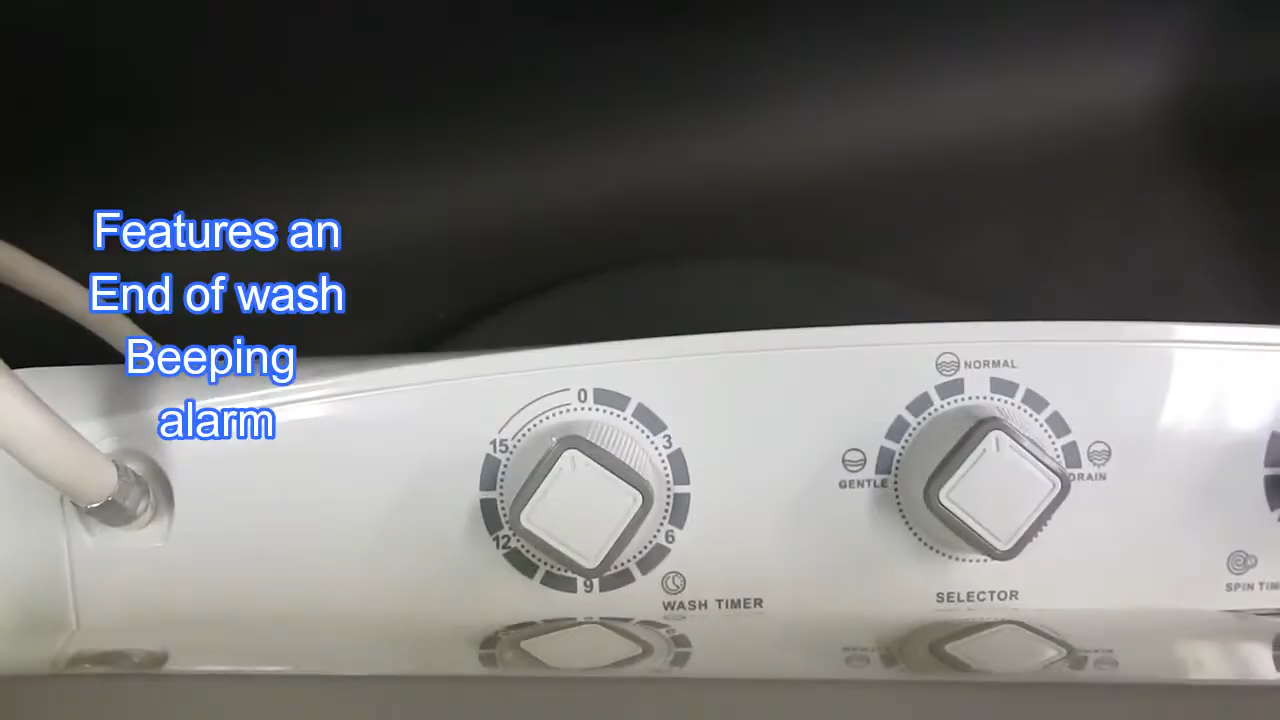 Features an
End of wash
Beeping
alarm
0
3
6
9
12
15
WASH TIMER
NORMAL
GENTLE
DRAIN
SELECTOR
SPIN